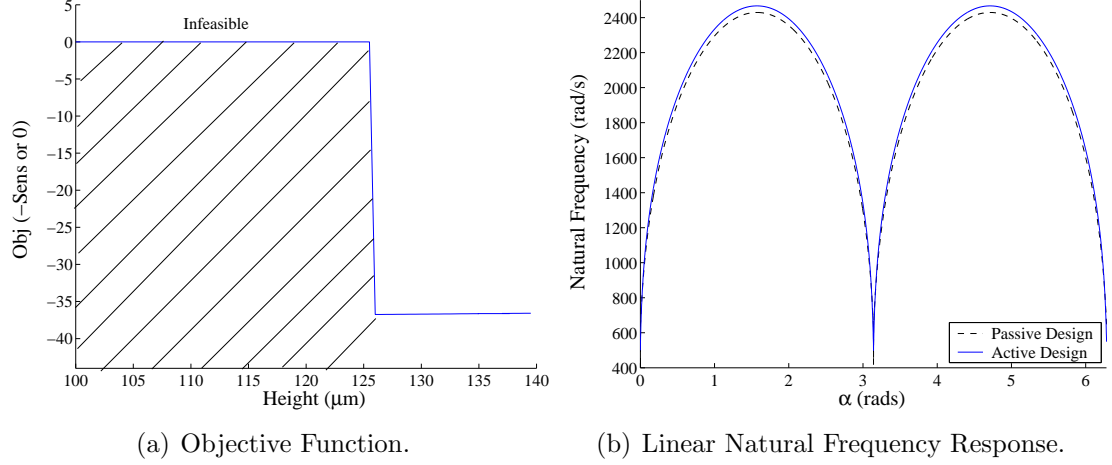 Infeasible
0
−5
−10
−15
−20
−25
−30
−35
−40
Obj (−Sens or 0)
100 105 110 115 120 125 130 135 140
Height (μm)
(a) Objective Function.
2400
2200
2000
1800
1600
1400
1200
1000
800
600
400
Natural Frequency (rad/s)
Passive Design
Active Design
0 1 2 3 4 5 6
α (rads)
(b) Linear Natural Frequency Response.